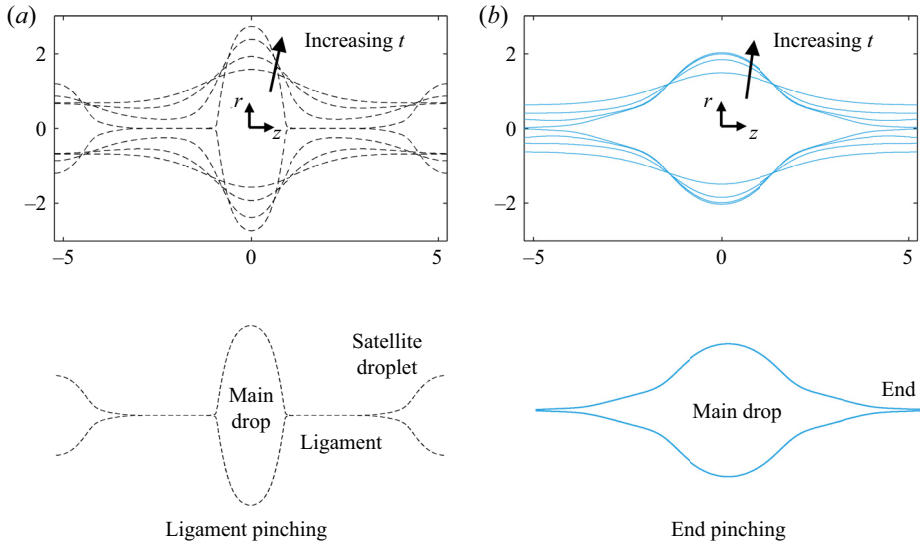 (a)
2
0
–2
–5
0
5
Increasing t
r
z
(b)
2
0
–2
–5
0
5
Increasing t
r
z
Satellite
droplet
Main
drop
Ligament
Ligament pinching
End
Main drop
End pinching